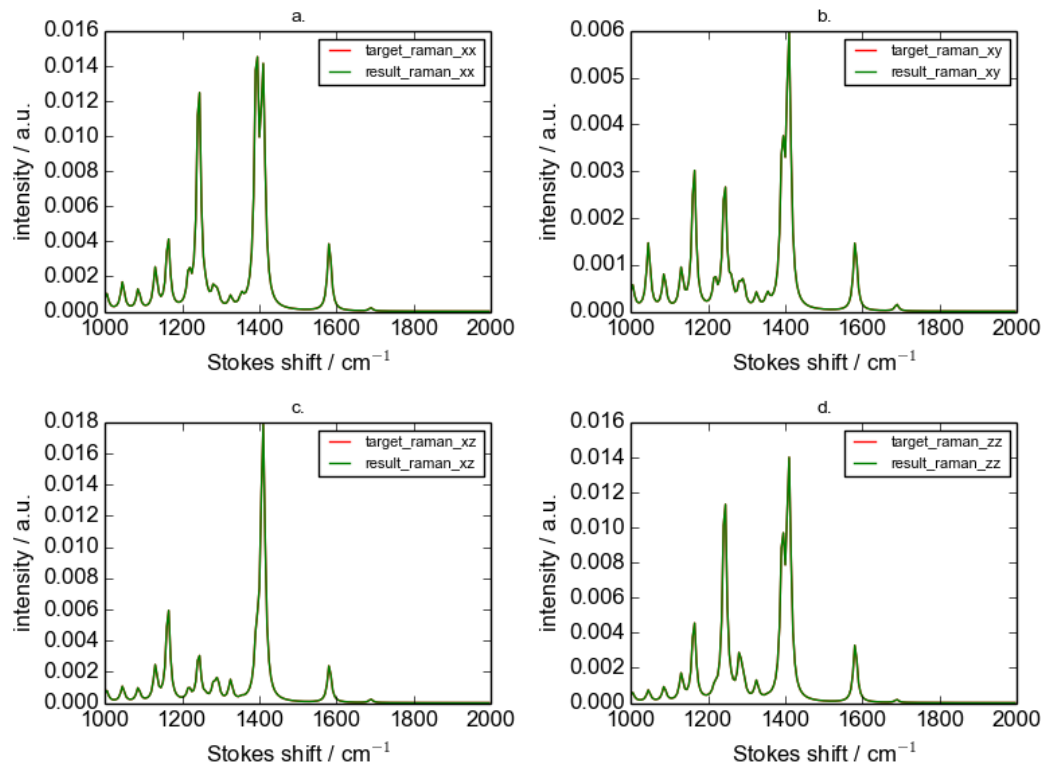 a.
0.016
0.014
0.012
0.010
0.008
0.006
0.004
0.002
0.000
intensity / a.u.
target_raman_xx
result_raman_xx
1000 1200 1400 1600 1800 2000
Stokes shift / cm⁻¹
b.
0.006
0.005
0.004
0.003
0.002
0.001
0.000
intensity / a.u.
target_raman_xy
result_raman_xy
1000 1200 1400 1600 1800 2000
Stokes shift / cm⁻¹
c.
0.018
0.016
0.014
0.012
0.010
0.008
0.006
0.004
0.002
0.000
intensity / a.u.
target_raman_xz
result_raman_xz
1000 1200 1400 1600 1800 2000
Stokes shift / cm⁻¹
d.
0.016
0.014
0.012
0.010
0.008
0.006
0.004
0.002
0.000
intensity / a.u.
target_raman_zz
result_raman_zz
1000 1200 1400 1600 1800 2000
Stokes shift / cm⁻¹